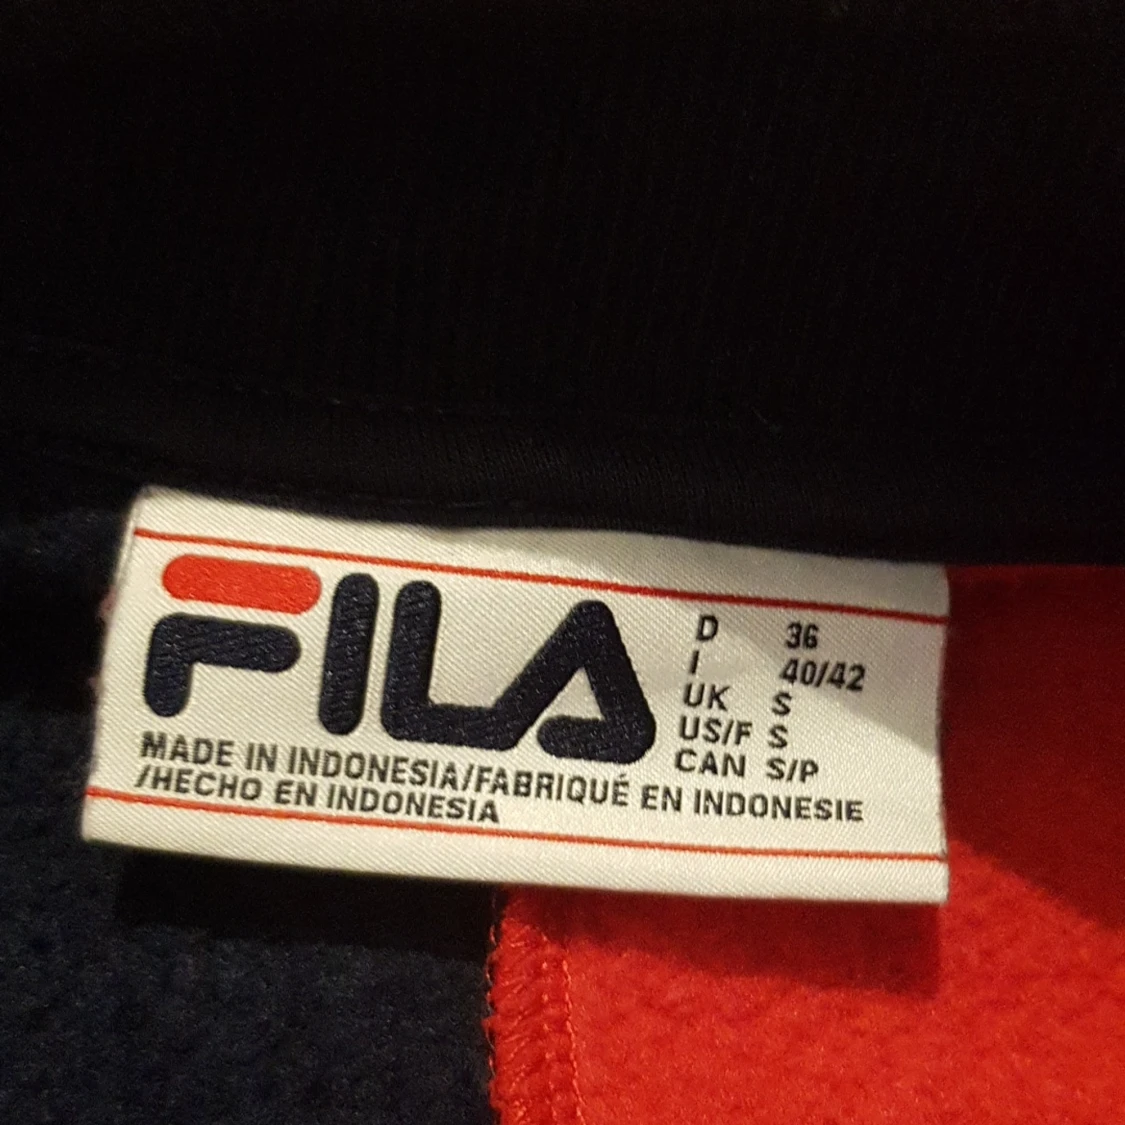 FILA
D 36
I 40/42
UK S
US/F S
CAN S/P
MADE IN INDONESIA/FABRIQUÉ EN INDONESIE
/HECHO EN INDONESIA